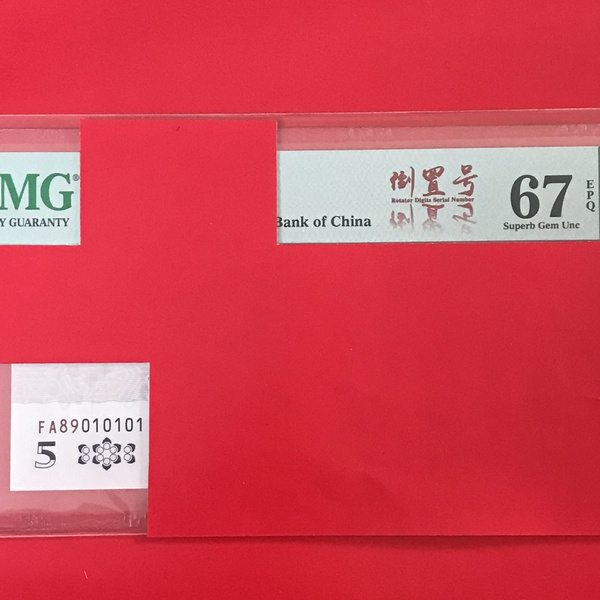 MG®
Y GUARANTY
Bank of China
倒置号
Rotator Digits Serial Number
67
EPQ
Superb Gem Unc
FA89010101
5